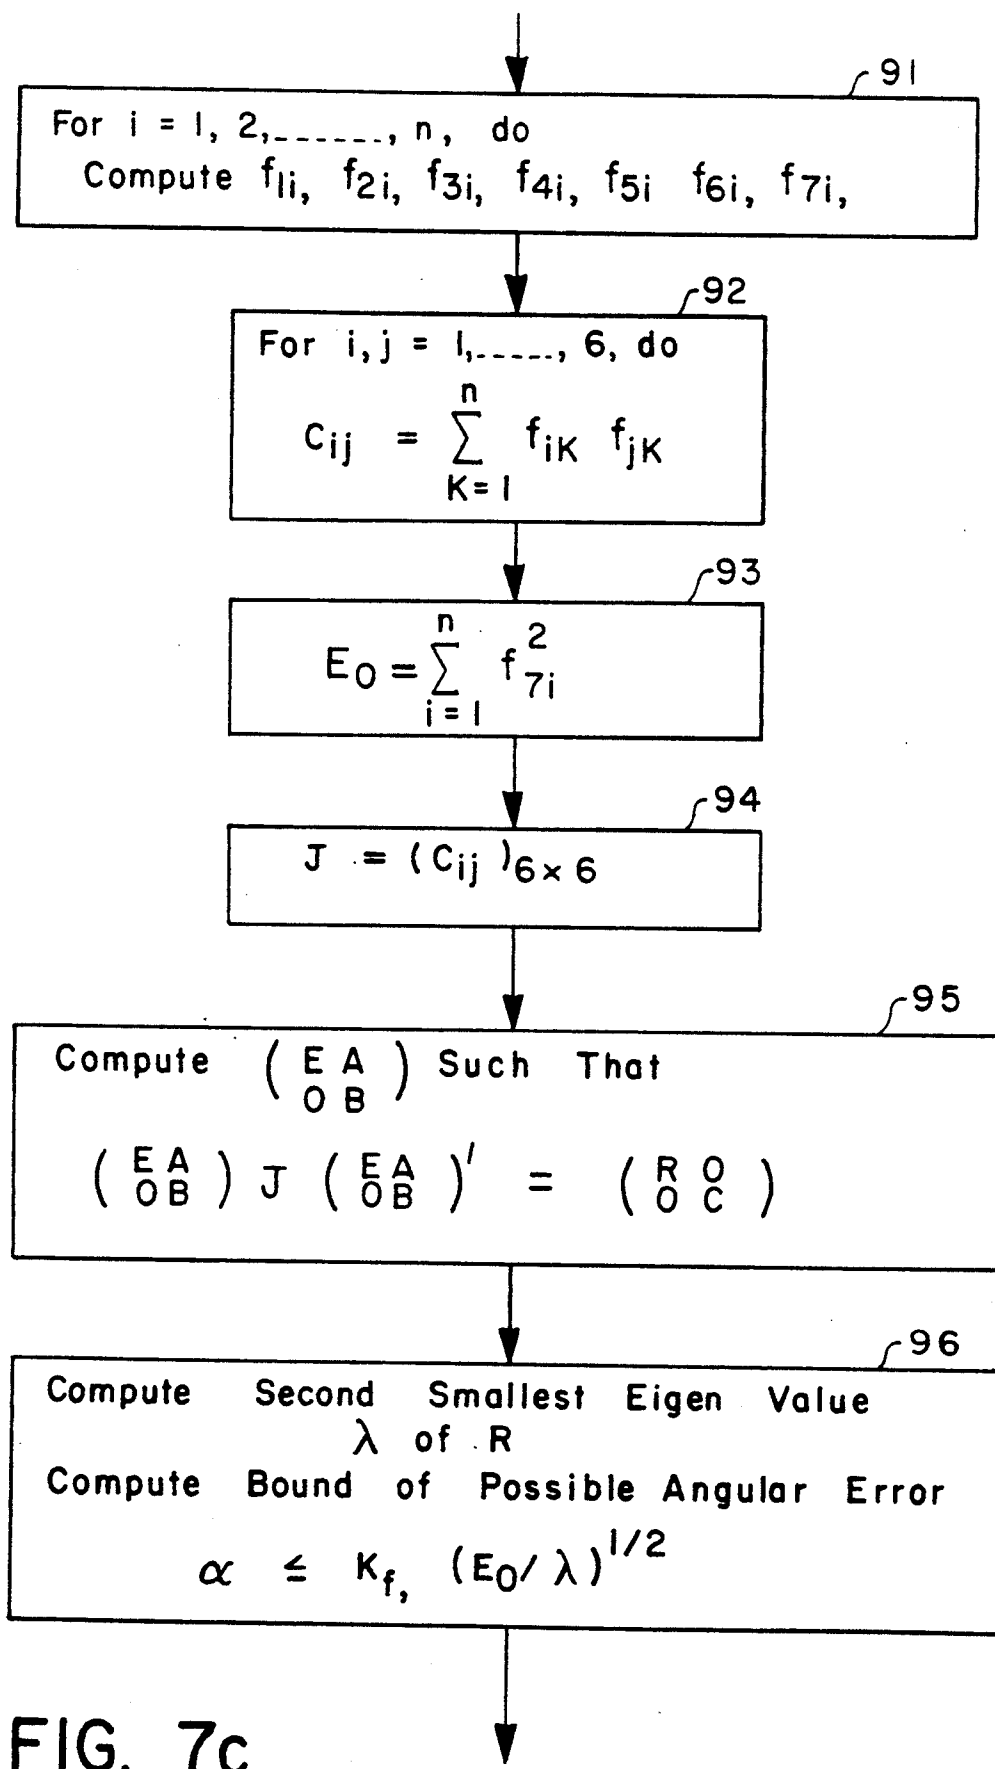 91
For i = 1, 2,------, n, do
Compute f1i, f2i, f3i, f4i, f5i f6i, f7i,
92
For i,j = 1,-----, 6, do
n
Cij = ∑ fiK fjK
K = 1
93
n
E0 = ∑ f7i^2
i = 1
94
J = (Cij)6 x 6
95
Compute ( E A ) Such That
O B
( E A ) J ( E A )' = ( R O )
O B O B O C
96
Compute Second Smallest Eigen Value
λ of R
Compute Bound of Possible Angular Error
α ≤ Kf, (E0/λ)^1/2
FIG. 7c